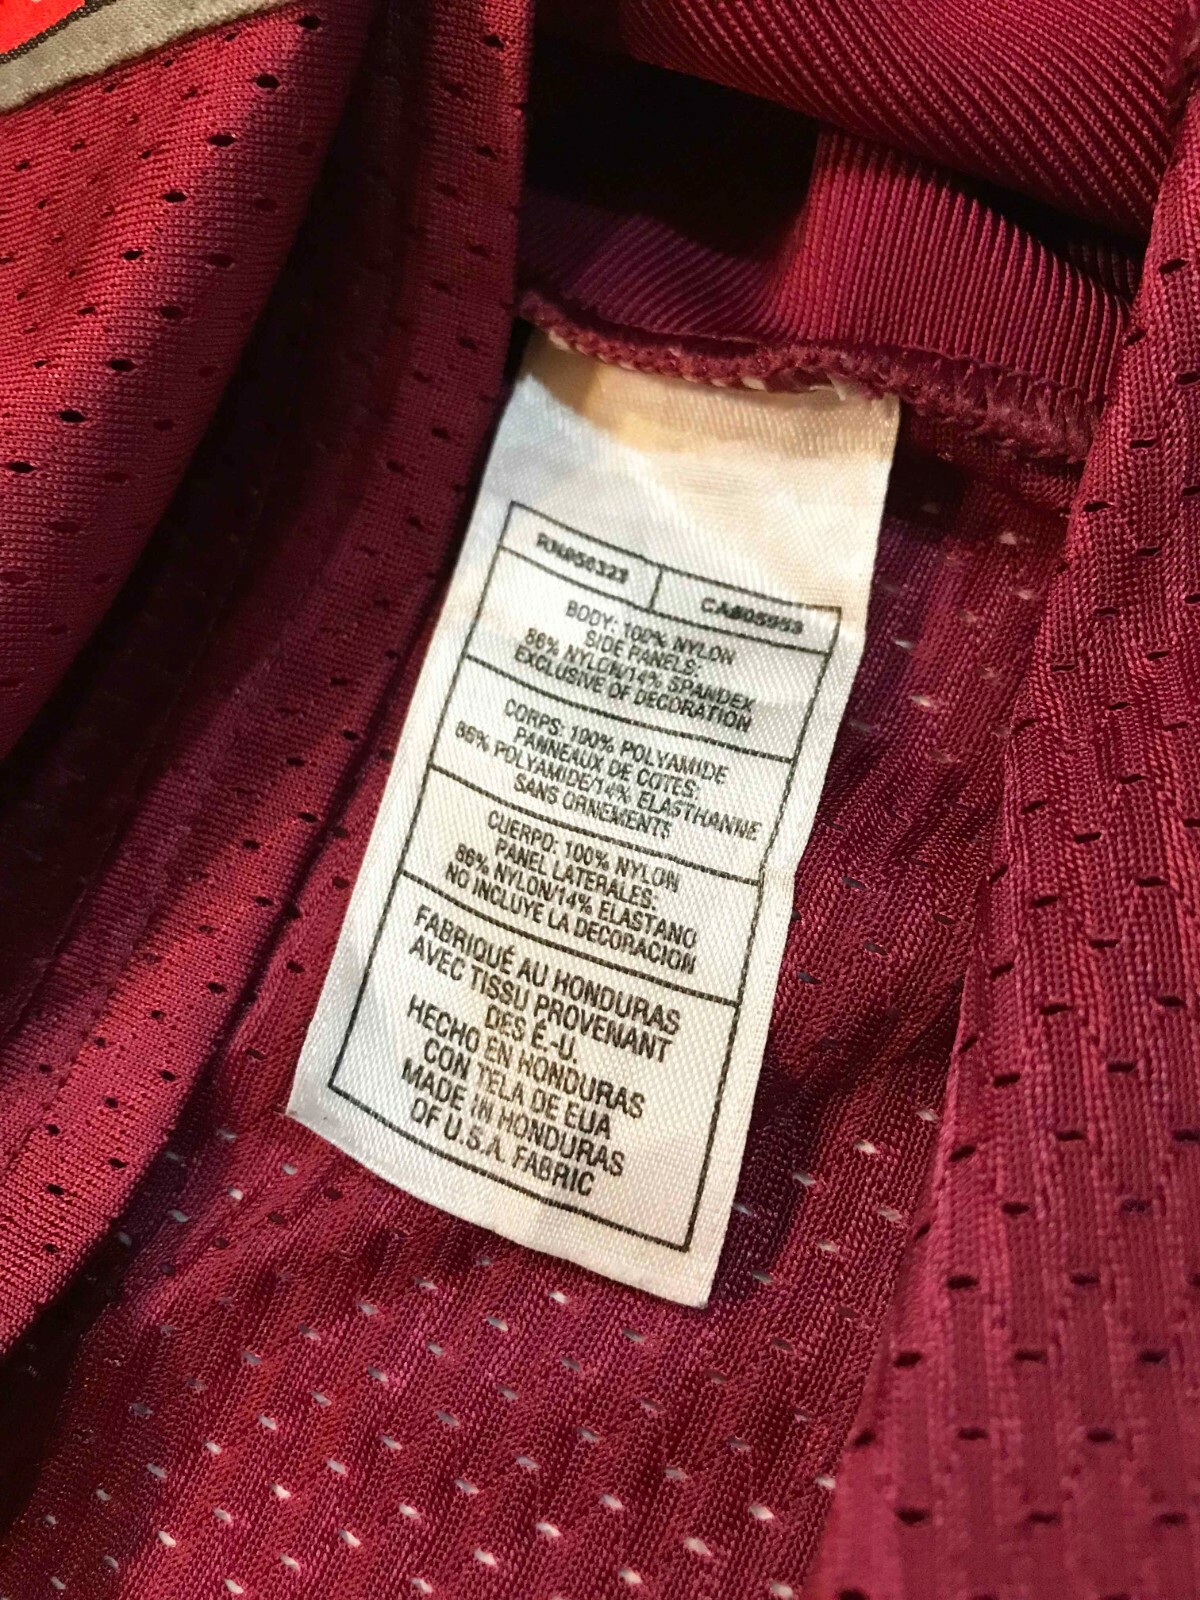 BODY: 100% NYLON
SIDE PANELS:
86% NYLON/14% SPANDEX
EXCLUSIVE OF DECORATION
CORPS: 100% POLYAMIDE
PANNEAUX DE COTES:
86% POLYAMIDE/14% ELASTHANNE
SANS ORNEMENTS
CUERPO: 100% NYLON
PANEL LATERALES:
86% NYLON/14% ELASTANO
NO INCLUYE LA DECORACION
FABRIQUÉ AU HONDURAS
AVEC TISSU PROVENANT
DES É.-U.
HECHO EN HONDURAS
CON TELA DE EUA
MADE IN HONDURAS
OF U.S.A. FABRIC